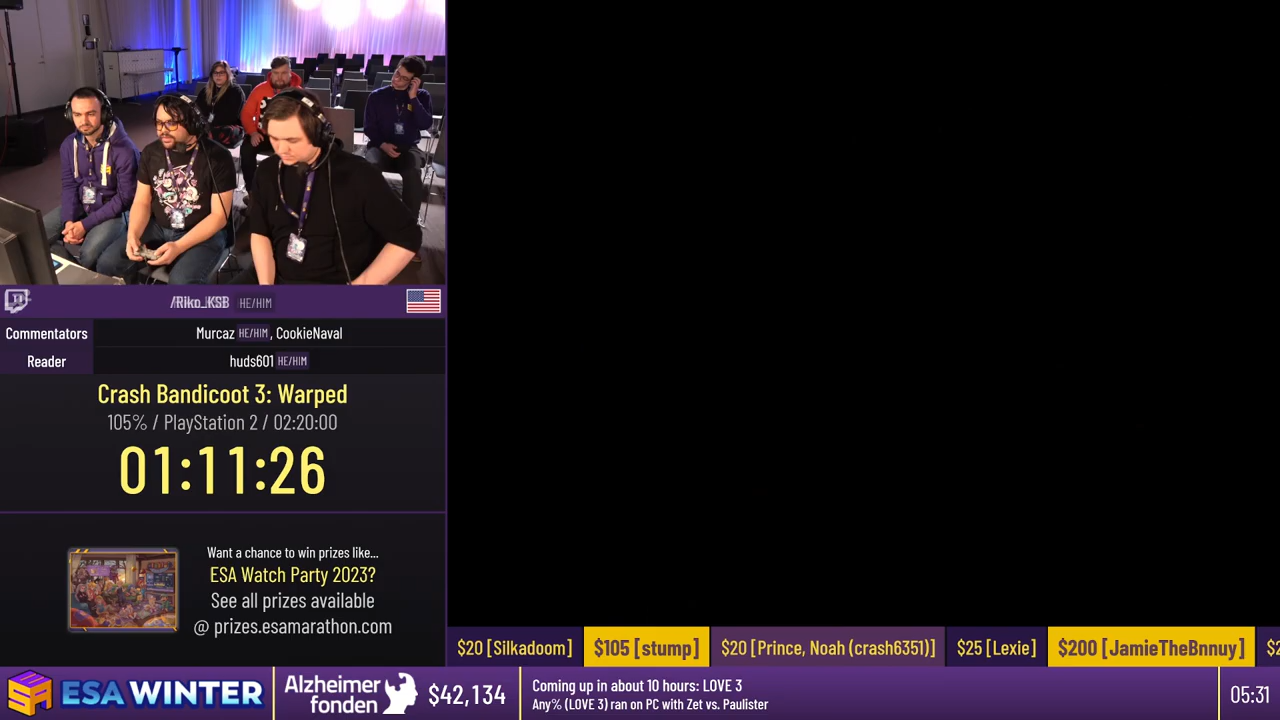 /Riko_KSB HE/HIM
Commentators Murcaz HE/HIM, CookieNaval
Reader huds601 HE/HIM
Crash Bandicoot 3: Warped
105% / PlayStation 2 / 02:20:00
01:11:26
Want a chance to win prizes like...
ESA Watch Party 2023?
See all prizes available
@ prizes.esamarathon.com
$20 [Silkadoom] $105 [stump] $20 [Prince, Noah (crash6351)] $25 [Lexie] $200 [JamieTheBnnuy]
ESA WINTER
Alzheimer
fonden
$42,134
Coming up in about 10 hours: LOVE 3
Any% (LOVE 3) ran on PC with Zet vs. Paulister
05:31